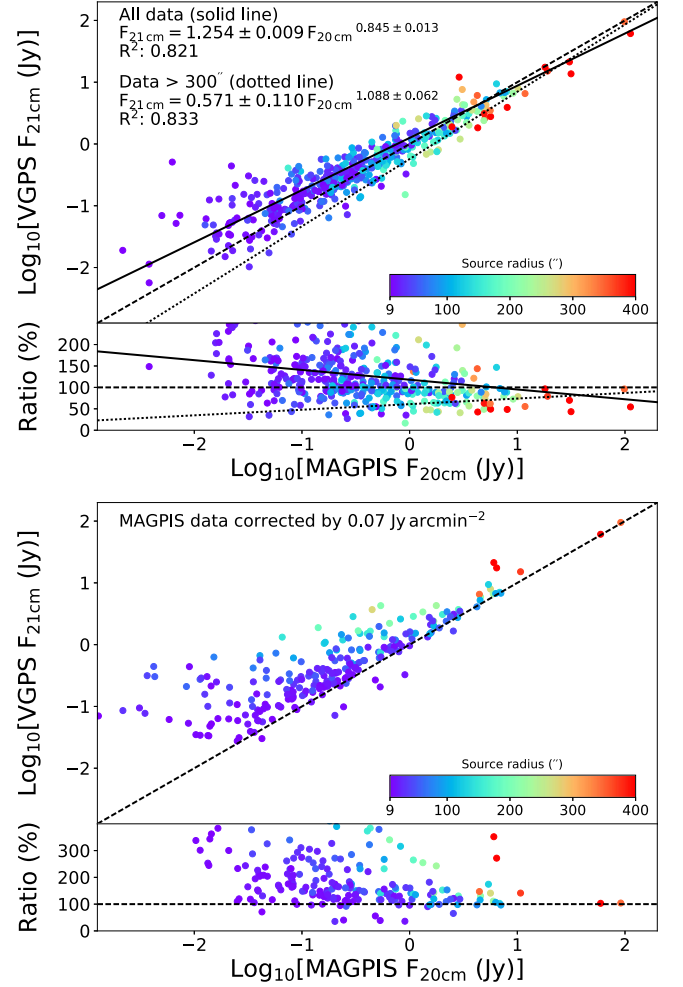 All data (solid line)
F21 cm = 1.254 ± 0.009 F20 cm^0.845 ± 0.013
R²: 0.821
Data > 300″ (dotted line)
F21 cm = 0.571 ± 0.110 F20 cm^1.088 ± 0.062
R²: 0.833
Log10[VGPS F21cm (Jy)]
2
1
0
−1
−2
Source radius (″)
9 100 200 300 400
Ratio (%)
200
150
100
50
0
−2 −1 0 1 2
Log10[MAGPIS F20cm (Jy)]
MAGPIS data corrected by 0.07 Jy arcmin⁻²
Log10[VGPS F21cm (Jy)]
2
1
0
−1
−2
Source radius (″)
9 100 200 300 400
Ratio (%)
300
200
100
0
−2 −1 0 1 2
Log10[MAGPIS F20cm (Jy)]